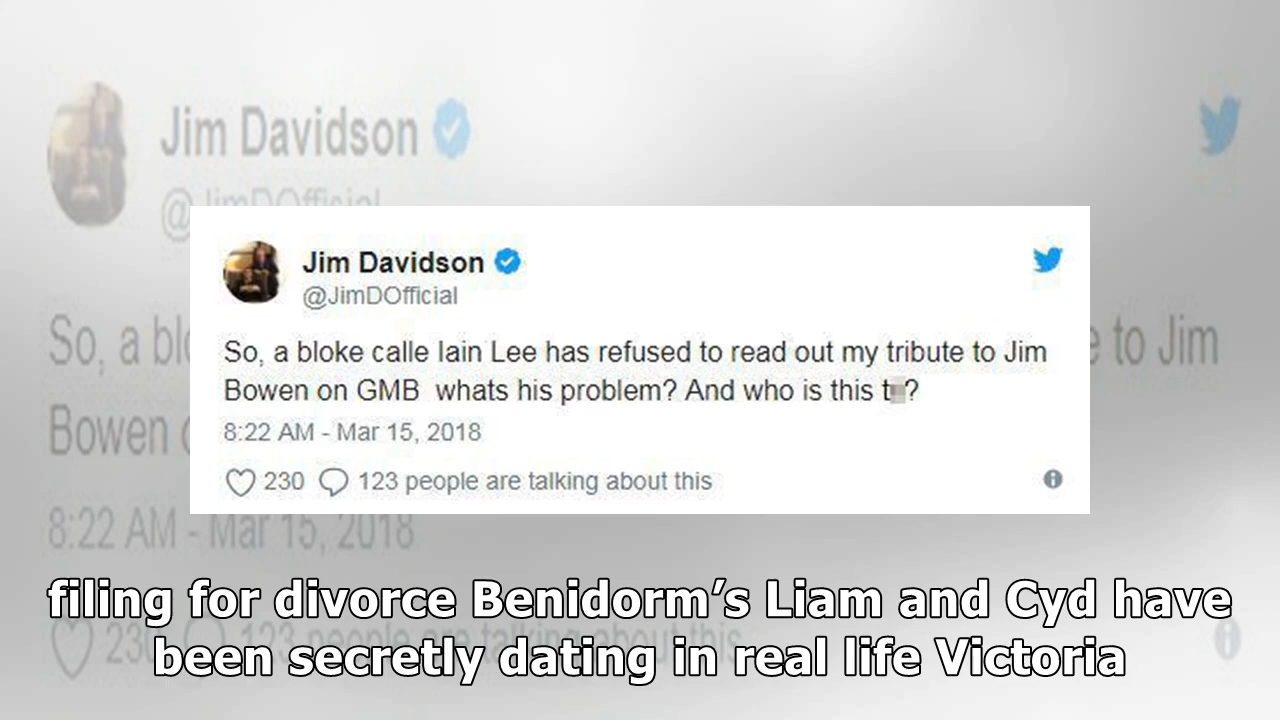 Jim Davidson
@JimDOfficial
So, a bloke calle Iain Lee has refused to read out my tribute to Jim
Bowen on GMB whats his problem? And who is this t ?
8:22 AM - Mar 15, 2018
230 123 people are talking about this
filing for divorce Benidorm’s Liam and Cyd have
been secretly dating in real life Victoria